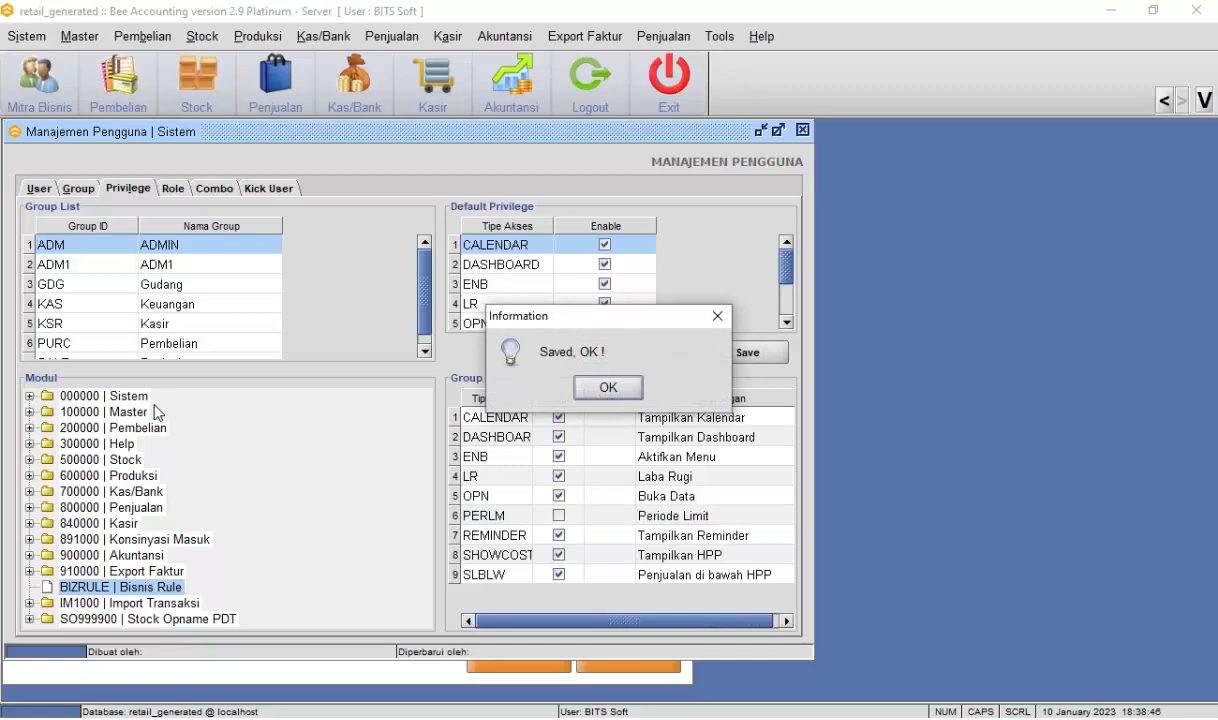 retail_generated :: Bee Accounting version 2.9 Platinum - Server [ User : BITS Soft ]
Sistem Master Pembelian Stock Produksi Kas/Bank Penjualan Kasir Akuntansi Export Faktur Penjualan Tools Help
Mitra Bisnis Pembelian Stock Penjualan Kas/Bank Kasir Akuntansi Logout Exit
< > V
Manajemen Pengguna | Sistem
MANAJEMEN PENGGUNA
User Group Privilege Role Combo Kick User
Group List
Group ID Nama Group
1 ADM ADMIN
2 ADM1 ADM1
3 GDG Gudang
4 KAS Keuangan
5 KSR Kasir
6 PURC Pembelian
Default Privilege
Tipe Akses Enable
1 CALENDAR
2 DASHBOARD
3 ENB
4 LR
5 OPN
Save
Information
Saved, OK !
OK
Modul
000000 | Sistem
100000 | Master
200000 | Pembelian
300000 | Help
500000 | Stock
600000 | Produksi
700000 | Kas/Bank
800000 | Penjualan
840000 | Kasir
891000 | Konsinyasi Masuk
900000 | Akuntansi
910000 | Export Faktur
BIZRULE | Bisnis Rule
IM1000 | Import Transaksi
SO999900 | Stock Opname PDT
Group
1 CALENDAR Tampilkan Kalendar
2 DASHBOAR Tampilkan Dashboard
3 ENB Aktifkan Menu
4 LR Laba Rugi
5 OPN Buka Data
6 PERLM Periode Limit
7 REMINDER Tampilkan Reminder
8 SHOWCOST Tampilkan HPP
9 SLBLW Penjualan di bawah HPP
Dibuat oleh: Diperbarui oleh:
Database: retail_generated @ localhost User: BITS Soft NUM CAPS SCRL 10 January 2023 18:38:46